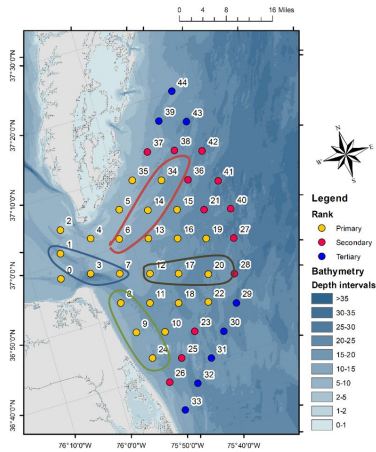 0 4 8 16 Miles
37°30'0"N
37°20'0"N
37°10'0"N
37°0'0"N
36°50'0"N
36°40'0"N
44
39 43
37 38 42
35 34 36 41
5 14 15 21 40
2
4 6 13 16 19 27
1
0 3 7 12 17 20 28
8 11 18 22 29
9 10 23 30
24 25 31
26 32
33
76°10'0"W 76°0'0"W 75°50'0"W 75°40'0"W
N
W E
S
Legend
Rank
Primary
Secondary
Tertiary
Bathymetry
Depth intervals
>35
30-35
25-30
20-25
15-20
10-15
5-10
2-5
1-2
0-1